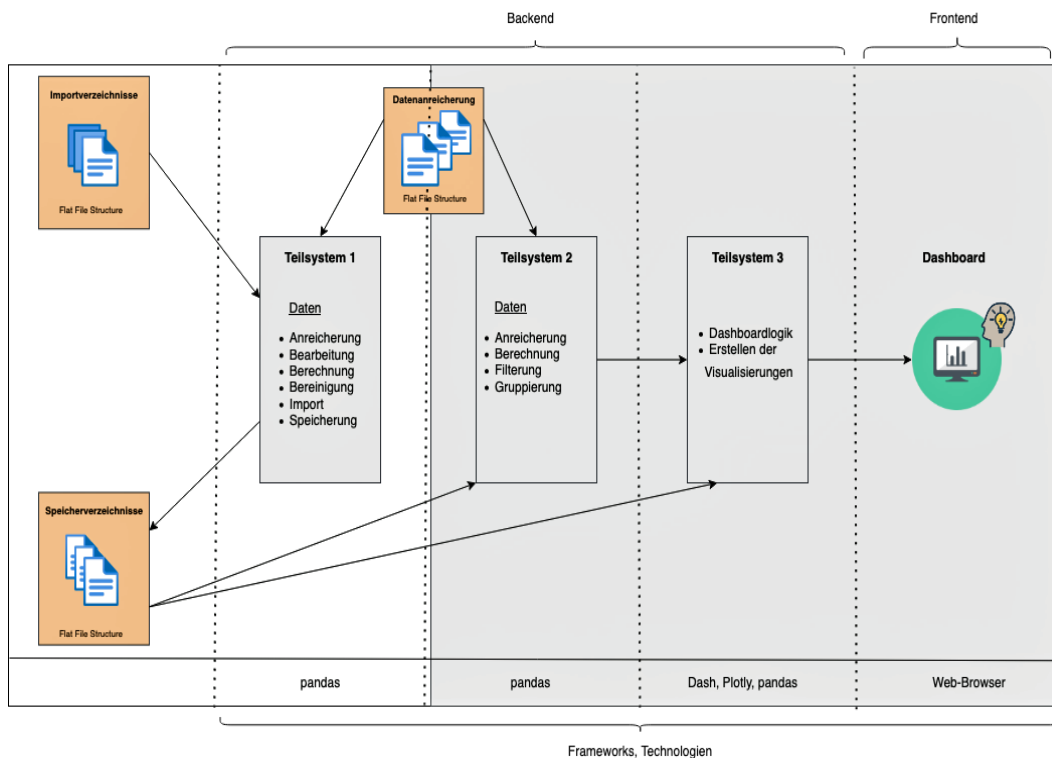 Backend
Frontend
Importverzeichnisse
Flat File Structure
Datenanreicherung
Flat File Structure
Teilsystem 1
Daten
• Anreicherung
• Bearbeitung
• Berechnung
• Bereinigung
• Import
• Speicherung
Teilsystem 2
Daten
• Anreicherung
• Berechnung
• Filterung
• Gruppierung
Teilsystem 3
• Dashboardlogik
• Erstellen der
Visualisierungen
Dashboard
Speicherverzeichnisse
Flat File Structure
pandas
pandas
Dash, Plotly, pandas
Web-Browser
Frameworks, Technologien